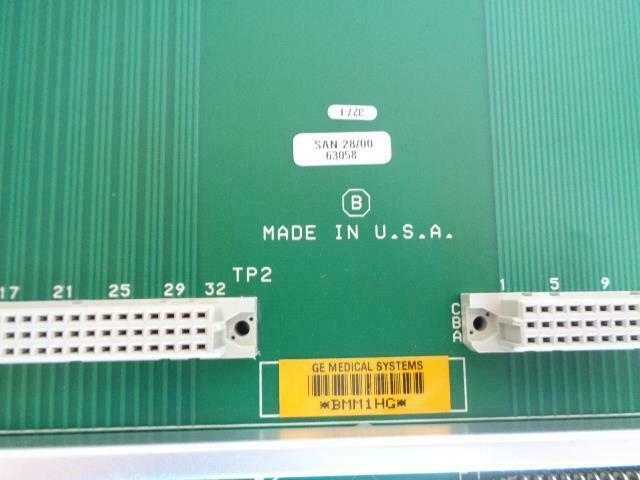 SAN 28/00
63058
B
MADE IN U.S.A.
TP2
17 21 25 29 32
1 5 9
C
B
A
GE MEDICAL SYSTEMS
*BMM1HG*